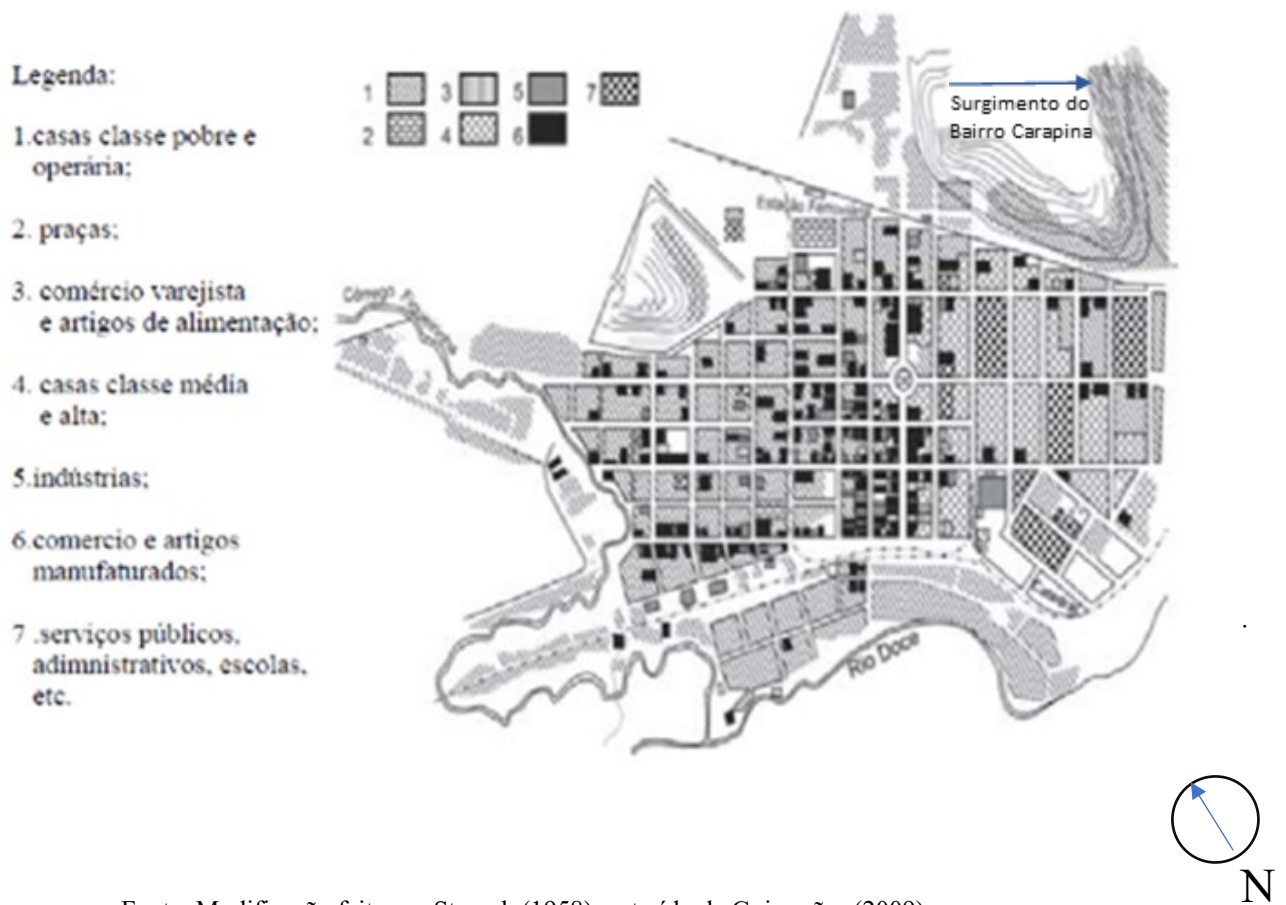 Legenda:
1.casas classe pobre e
operária;
2. praças;
3. comércio varejista
e artigos de alimentação;
4. casas classe média
e alta;
5.indústrias;
6.comercio e artigos
manufaturados;
7 .serviços públicos,
adimnistrativos, escolas,
etc.
1 3 5 7
2 4 6
Surgimento do
Bairro Carapina
Estação
Córrego
Rio Doce
N